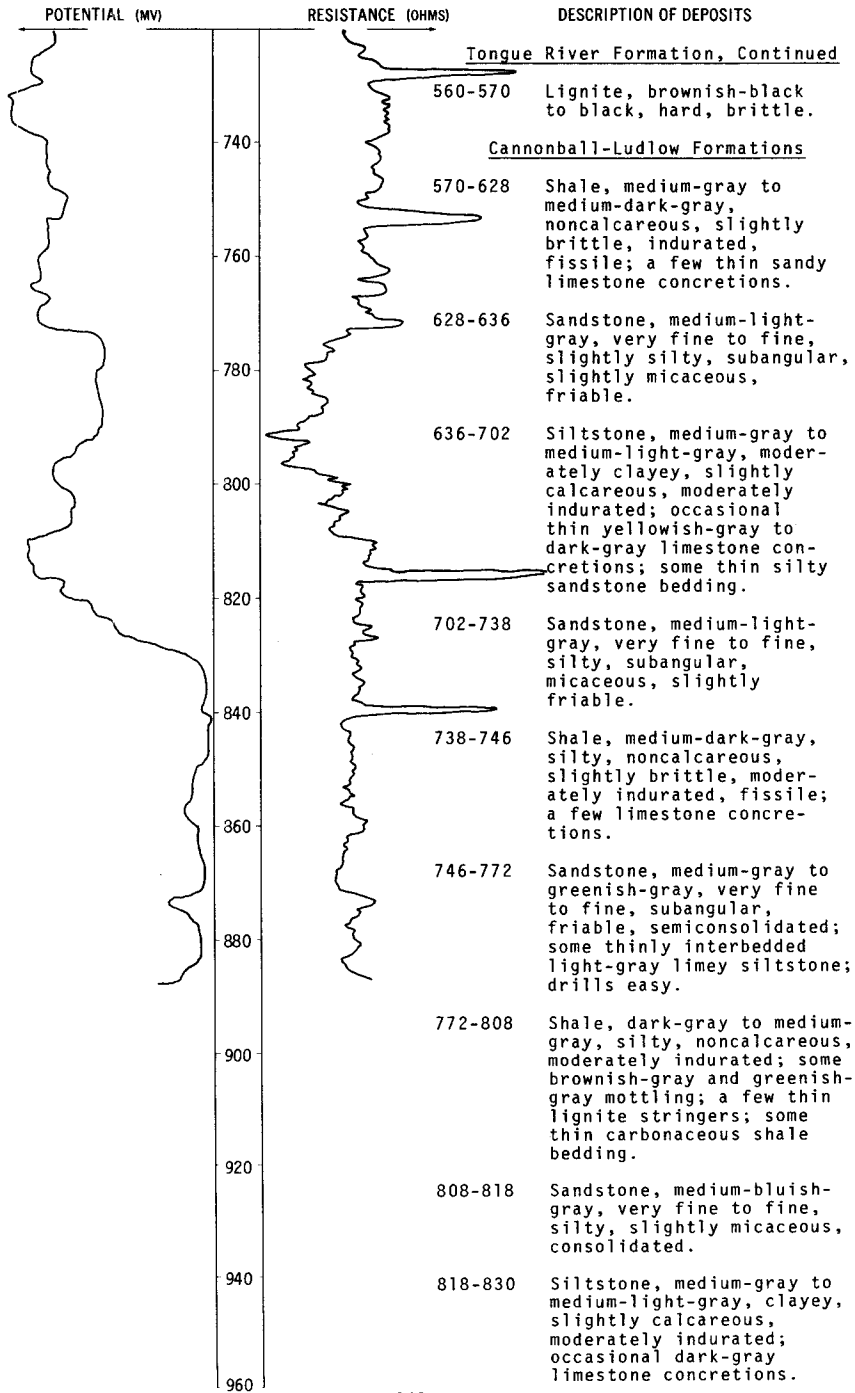 POTENTIAL (MV) RESISTANCE (OHMS) DESCRIPTION OF DEPOSITS
Tongue River Formation, Continued
560-570 Lignite, brownish-black
to black, hard, brittle.
Cannonball-Ludlow Formations
570-628 Shale, medium-gray to
medium-dark-gray,
noncalcareous, slightly
brittle, indurated,
fissile; a few thin sandy
limestone concretions.
628-636 Sandstone, medium-light-
gray, very fine to fine,
slightly silty, subangular,
slightly micaceous,
friable.
636-702 Siltstone, medium-gray to
medium-light-gray, moder-
ately clayey, slightly
calcareous, moderately
indurated; occasional
thin yellowish-gray to
dark-gray limestone con-
cretions; some thin silty
sandstone bedding.
702-738 Sandstone, medium-light-
gray, very fine to fine,
silty, subangular,
micaceous, slightly
friable.
738-746 Shale, medium-dark-gray,
silty, noncalcareous,
slightly brittle, moder-
ately indurated, fissile;
a few limestone concre-
tions.
746-772 Sandstone, medium-gray to
greenish-gray, very fine
to fine, subangular,
friable, semiconsolidated;
some thinly interbedded
light-gray limey siltstone;
drills easy.
772-808 Shale, dark-gray to medium-
gray, silty, noncalcareous,
moderately indurated; some
brownish-gray and greenish-
gray mottling; a few thin
lignite stringers; some
thin carbonaceous shale
bedding.
808-818 Sandstone, medium-bluish-
gray, very fine to fine,
silty, slightly micaceous,
consolidated.
818-830 Siltstone, medium-gray to
medium-light-gray, clayey,
slightly calcareous,
moderately indurated;
occasional dark-gray
limestone concretions.
740
760
780
800
820
840
860
880
900
920
940
960